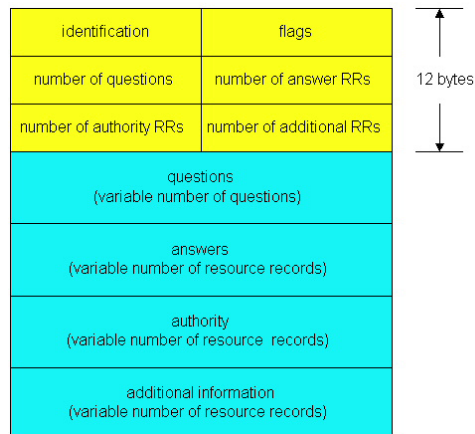 identification
flags
12 bytes
number of questions
number of answer RRs
number of authority RRs
number of additional RRs
questions
(variable number of questions)
answers
(variable number of resource records)
authority
(variable number of resource records)
additional information
(variable number of resource records)